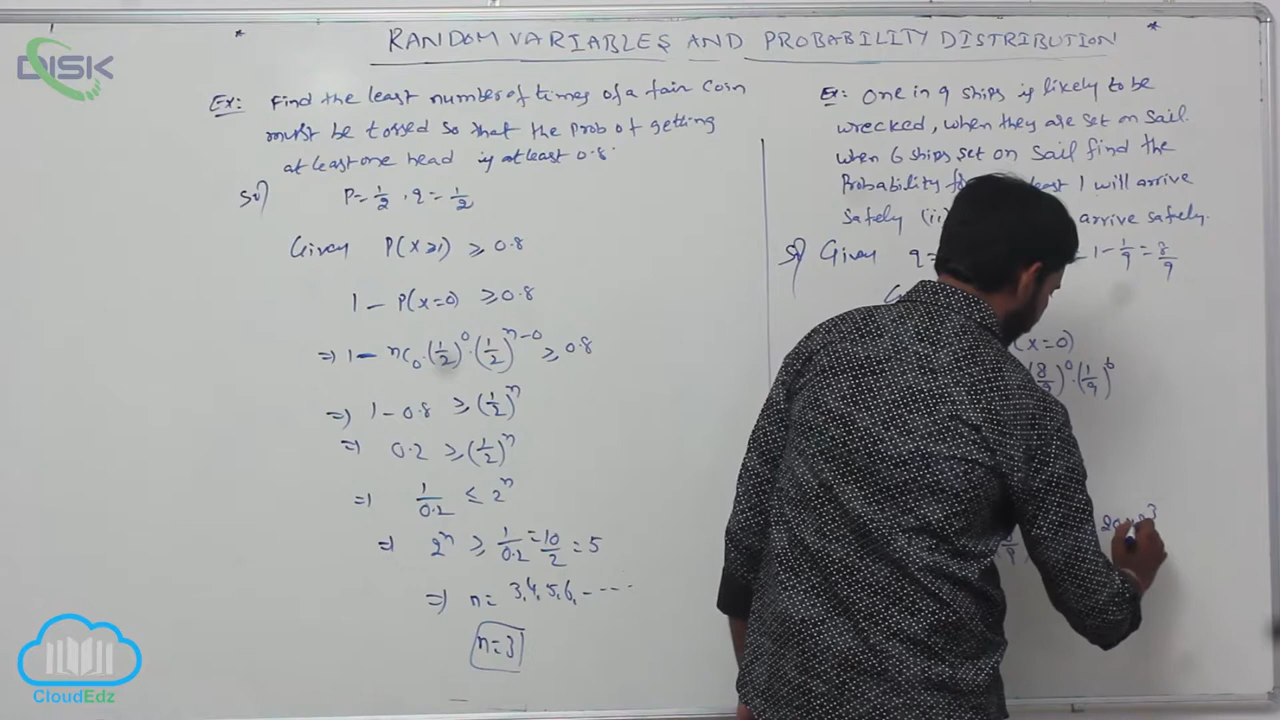 DISK
* RANDOM VARIABLES AND PROBABILITY DISTRIBUTION *
Ex: Find the least number of times of a fair coin
must be tossed so that the prob of getting
at least one head is at least 0.8.
Sol) P = 1/2 . q = 1/2
Given P(x≥1) ≥ 0.8
1 - P(x=0) ≥ 0.8
⇒ 1 - nC₀.(1/2)⁰.(1/2)ⁿ⁻⁰ ≥ 0.8
⇒) 1 - 0.8 ≥ (1/2)ⁿ
⇒ 0.2 ≥ (1/2)ⁿ
⇒) 1/0.2 ≤ 2ⁿ
⇒ 2ⁿ ≥ 1/0.2 = 10/2 = 5
⇒) n = 3,4,5,6,-----
n=3
Ex: One in 9 ships is likely to be
wrecked, when they are set on sail.
when 6 ships set on sail find the
Probability least 1 will arrive
safely (ii) arrive safely.
Given q = 1 - 1/9 = 8/9
(x=0)
(8/9)⁰.(1/9)⁶
CloudEdz